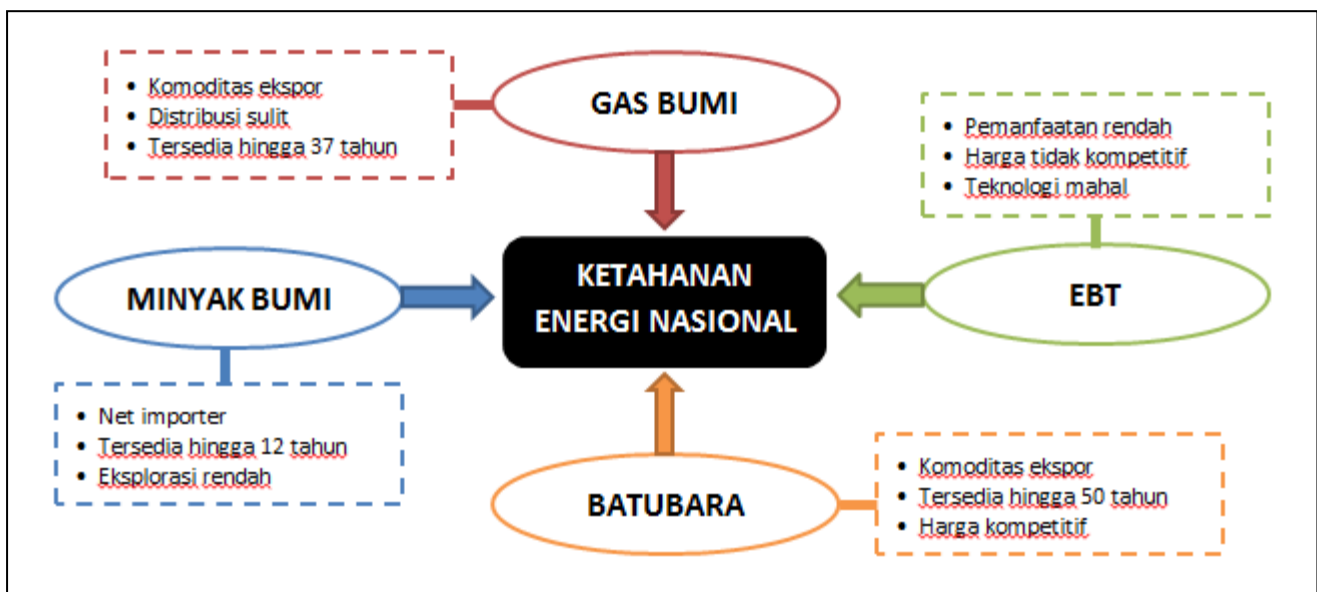 • Komoditas ekspor
• Distribusi sulit
• Tersedia hingga 37 tahun
GAS BUMI
• Pemanfaatan rendah
• Harga tidak kompetitif
• Teknologi mahal
MINYAK BUMI
KETAHANAN
ENERGI NASIONAL
EBT
• Net importer
• Tersedia hingga 12 tahun
• Eksplorasi rendah
BATUBARA
• Komoditas ekspor
• Tersedia hingga 50 tahun
• Harga kompetitif